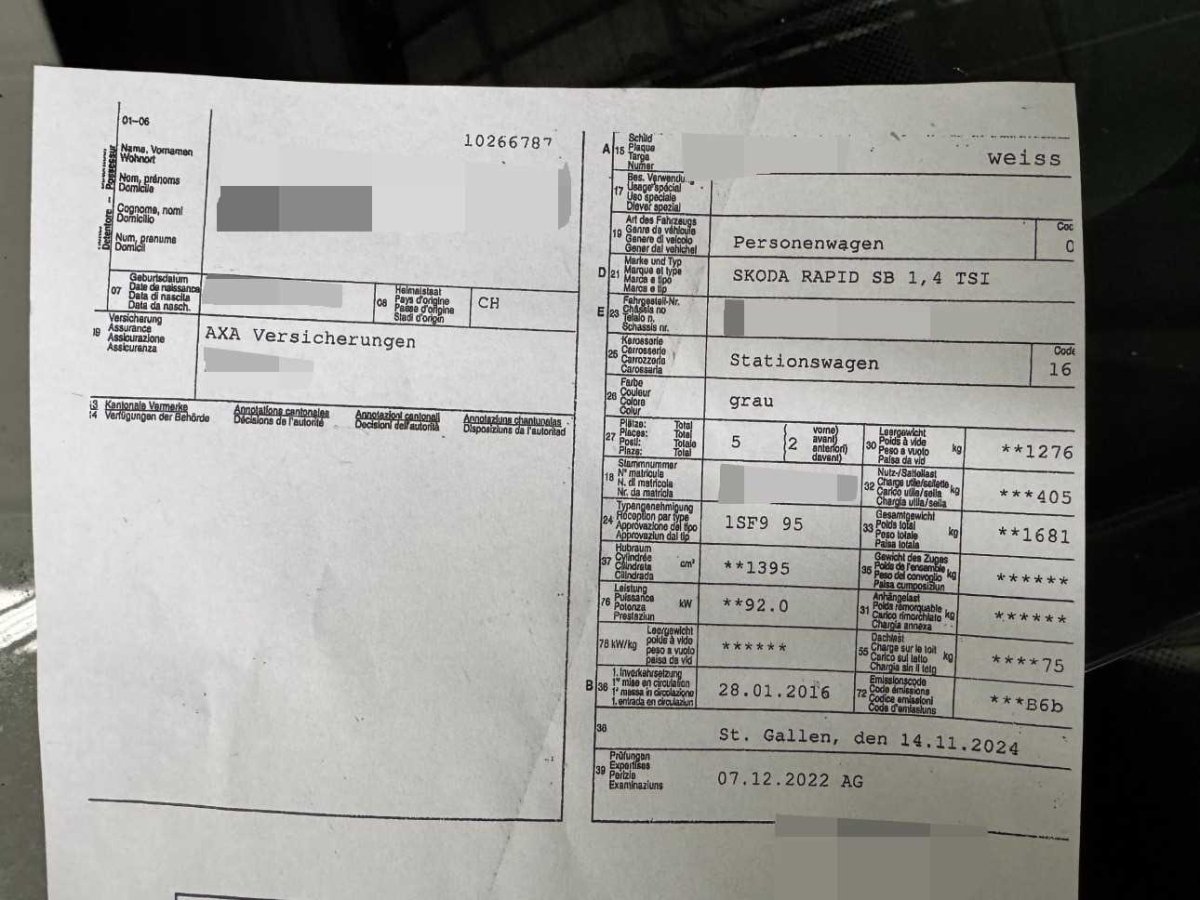 01-06
10266787
Name, Vornamen
Wohnort
Nom, prénoms
Domicile
Cognome, nomi
Domicilio
Num, prenums
Domicil
Detentore - Possessur
07
Geburtsdatum
Date de naissance
Data di nascita
Data da nasch.
08
Heimatstaat
Pays d'origine
Paese d'origine
Stadi d'origin
CH
Versicherung
Assurance
Assicurazione
Assicuranza
AXA Versicherungen
Kantonale Vermerke
Verfügungen der Behörde
Annotations cantonales
Décisions de l'autorité
Annotazioni cantonali
Decisioni dell'autorità
Annotaziuns chantunalas
Disposiziuns da l'autoritad
A 15
Schild
Plaque
Targa
Numer
weiss
17
Bes. Verwendu
Usage spécial
Uso speciale
Diever spezial
19
Art des Fahrzeugs
Genre de véhicule
Genere di veicolo
Gener dal vehichel
Personenwagen
D 21
Marke und Typ
Marque et type
Marca e tipo
Marca e tip
SKODA RAPID SB 1,4 TSI
E 23
Fahrgestell-Nr.
Châssis no
Telaio n.
Schassis nr.
25
Karosserie
Carrosserie
Carrozzeria
Carossaria
Stationswagen
Code
16
26
Farbe
Couleur
Colore
Colur
grau
27
Plätze: Total
Places: Total
Posti: Totale
Plazs: Total
5
2
vorne)
avant)
anteriori)
davant)
30
Leergewicht
Poids à vide
Peso a vuoto
Paisa da vid
kg
**1276
18
Stammnummer
N° matricule
N. di matricola
Nr. da matricla
32
Nutz-/Sattellast
Charge utile/sellette
Carico utile/sella
Chargia utila/sella
kg
***405
24
Typengenehmigung
Réception par type
Approvazione del tipo
Approvaziun dal tip
1SF9 95
33
Gesamtgewicht
Poids total
Peso totale
Paisa totala
kg
**1681
37
Hubraum
Cylindrée
Cilindrata
Cilindrada
cm³
**1395
35
Gewicht des Zuges
Poids de l'ensemble
Peso del convoglio
Paisa cumposiziun
kg
******
76
Leistung
Puissance
Potenza
Prestaziun
kW
**92.0
31
Anhängelast
Poids remorquable
Carico rimorchiato
Chargia annexa
kg
******
78 kW/kg
Leergewicht
poids à vide
peso a vuoto
paisa da vid
******
55
Dachlast
Charge sur le toit
Carico sul tetto
Chargia sin il tetg
kg
****75
B 36
1. Inverkehrsetzung
1re mise en circulation
1a messa in circolazione
1. entrada en circulaziun
28.01.2016
72
Emissionscode
Code émissions
Codice emissioni
Code d'emissiuns
***B6b
38
St. Gallen, den 14.11.2024
39
Prüfungen
Expertises
Perizie
Examinaziuns
07.12.2022 AG